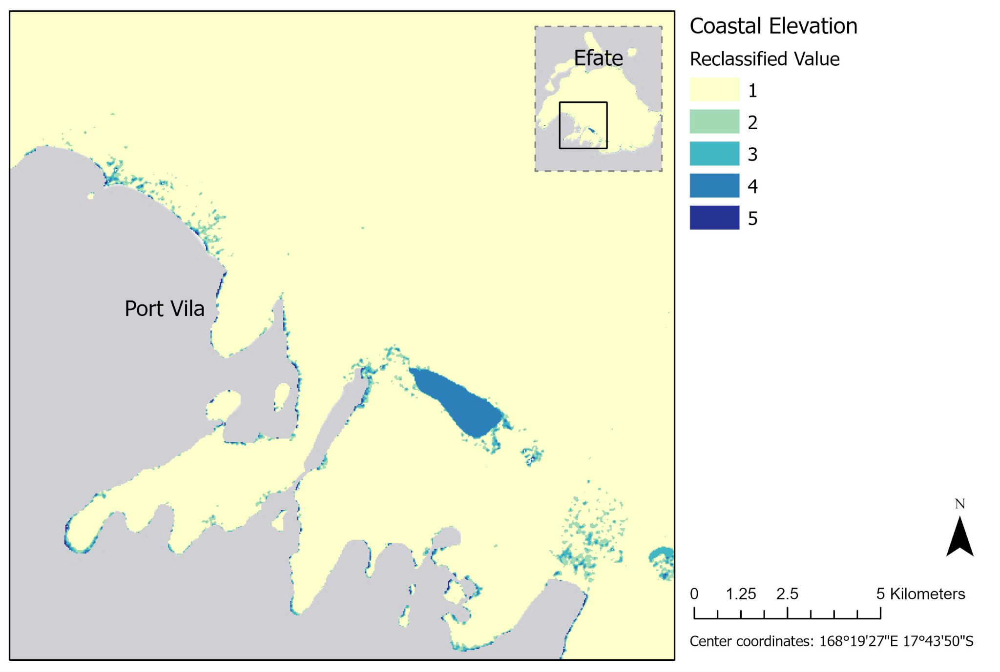 Efate
Port Vila
Coastal Elevation
Reclassified Value
1
2
3
4
5
N
0 1.25 2.5 5 Kilometers
Center coordinates: 168°19'27"E 17°43'50"S